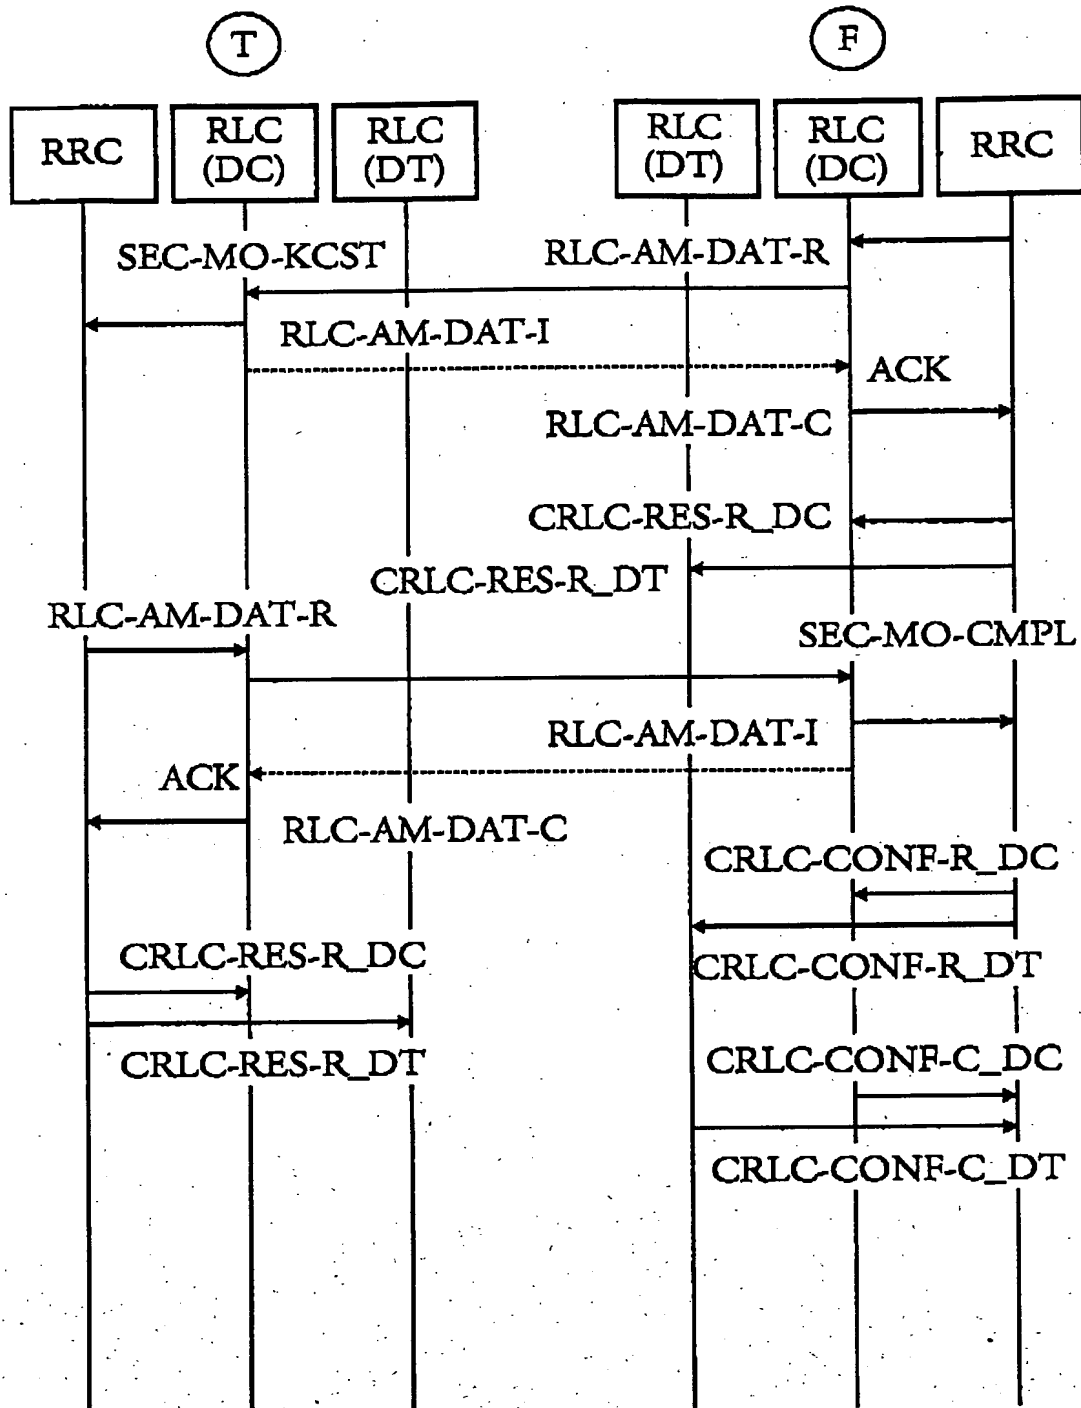 T
F
RRC
RLC
(DC)
RLC
(DT)
RLC
(DT)
RLC
(DC)
RRC
SEC-MO-KCST
RLC-AM-DAT-R
RLC-AM-DAT-I
ACK
RLC-AM-DAT-C
CRLC-RES-R_DC
CRLC-RES-R_DT
RLC-AM-DAT-R
SEC-MO-CMPL
RLC-AM-DAT-I
ACK
RLC-AM-DAT-C
CRLC-CONF-R_DC
CRLC-RES-R_DC
CRLC-CONF-R_DT
CRLC-RES-R_DT
CRLC-CONF-C_DC
CRLC-CONF-C_DT